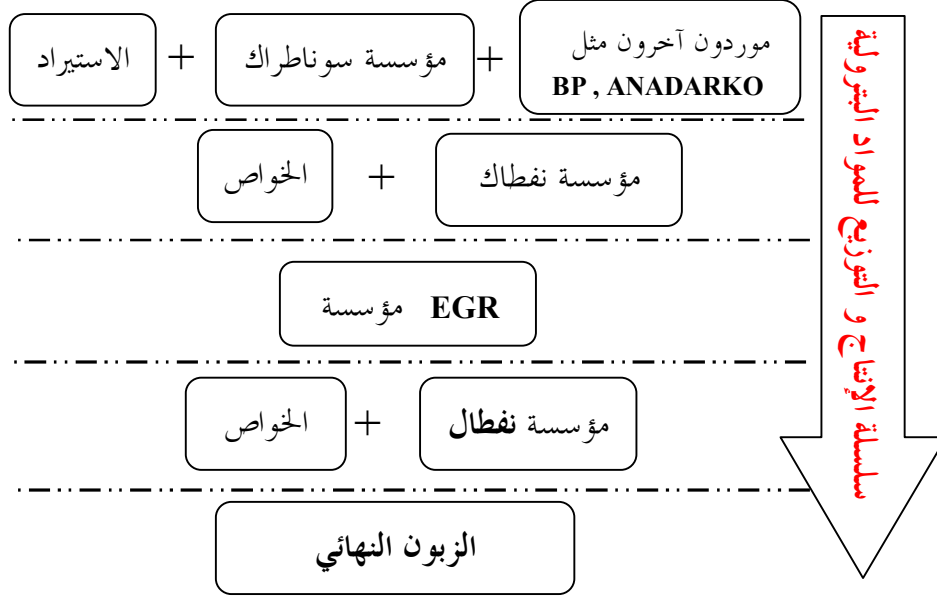 موردون آخرون مثل
BP , ANADARKO
+
مؤسسة سوناطراك
+
الاستيراد
مؤسسة نفطاك
+
الخواص
مؤسسة EGR
مؤسسة نفطال
+
الخواص
الزبون النهائي
سلسلة الإنتاج و التوزيع للمواد البترولية